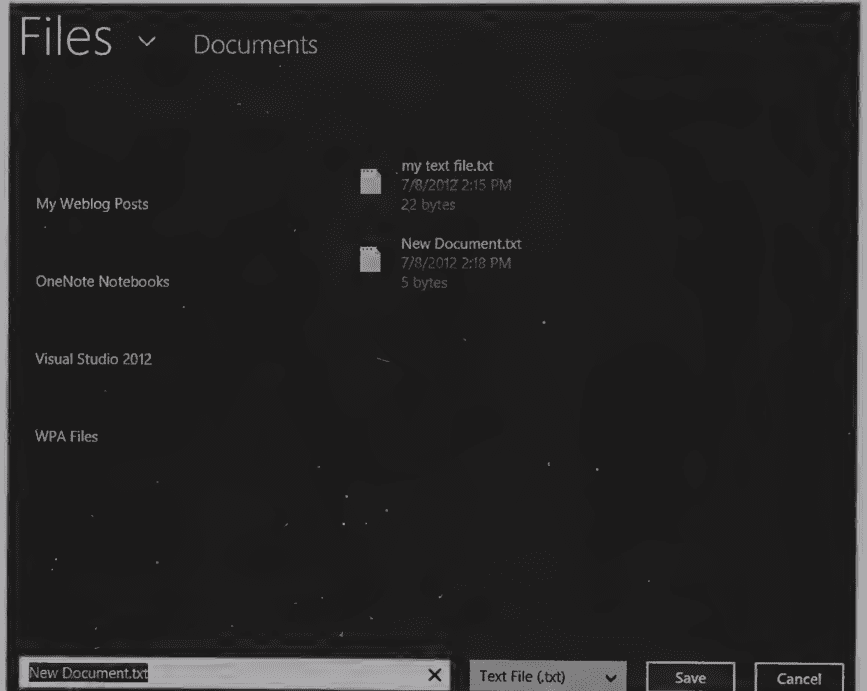 Files Documents
My Weblog Posts
OneNote Notebooks
Visual Studio 2012
WPA Files
my text file.txt
7/8/2012 2:15 PM
22 bytes
New Document.txt
7/8/2012 2:18 PM
5 bytes
New Document.txt
Text File (.txt)
Save
Cancel